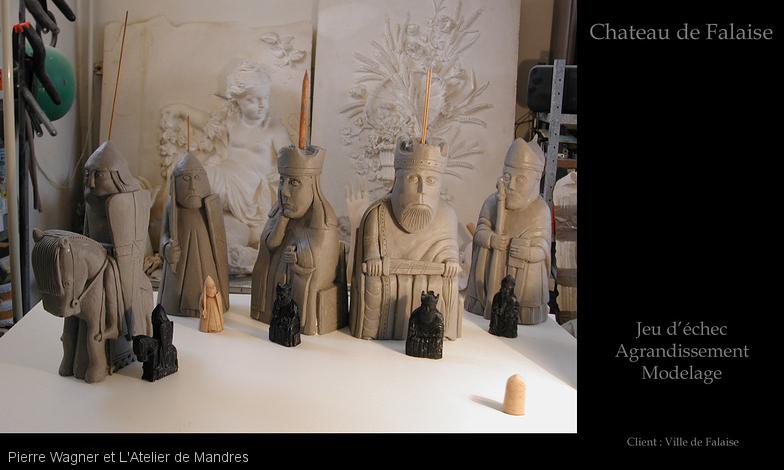 Chateau de Falaise
Jeu d'échec
Agrandissement
Modelage
Client : Ville de Falaise
Pierre Wagner et L'Atelier de Mandres